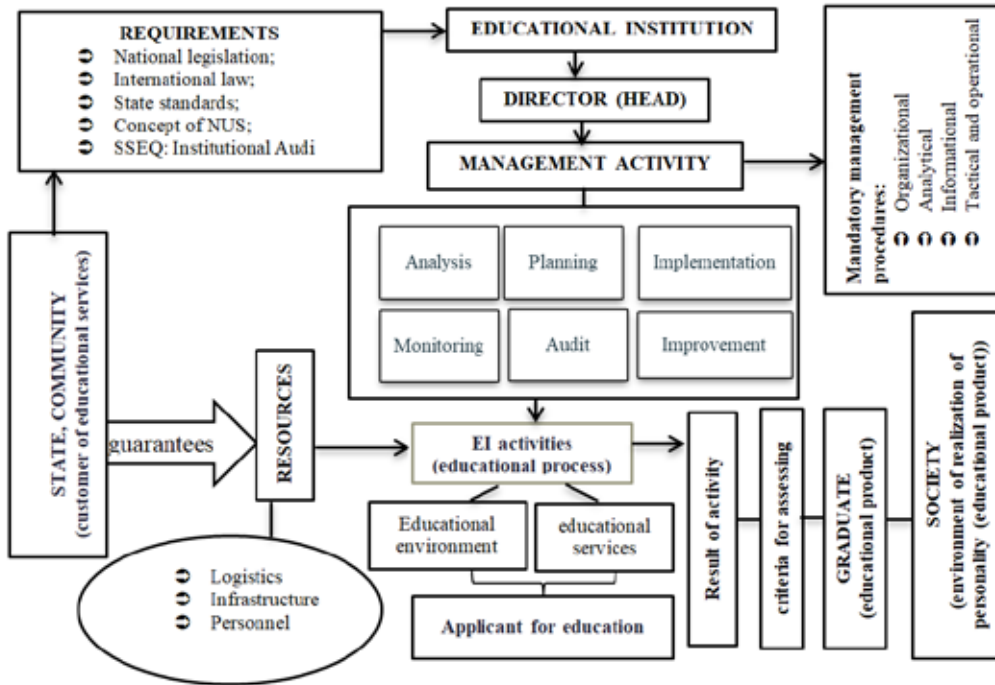 REQUIREMENTS
National legislation;
International law;
State standards;
Concept of NUS;
SSEQ: Institutional Audi
EDUCATIONAL INSTITUTION
DIRECTOR (HEAD)
MANAGEMENT ACTIVITY
Mandatory management
procedures:
Organizational
Analytical
Informational
Tactical and operational
Analysis
Planning
Implementation
Monitoring
Audit
Improvement
STATE, COMMUNITY
(customer of educational services)
guarantees
RESOURCES
Logistics
Infrastructure
Personnel
EI activities
(educational process)
Educational
environment
educational
services
Applicant for education
Result of activity
criteria for assessing
GRADUATE
(educational product)
SOCIETY
(environment of realization of
personality (educational product))